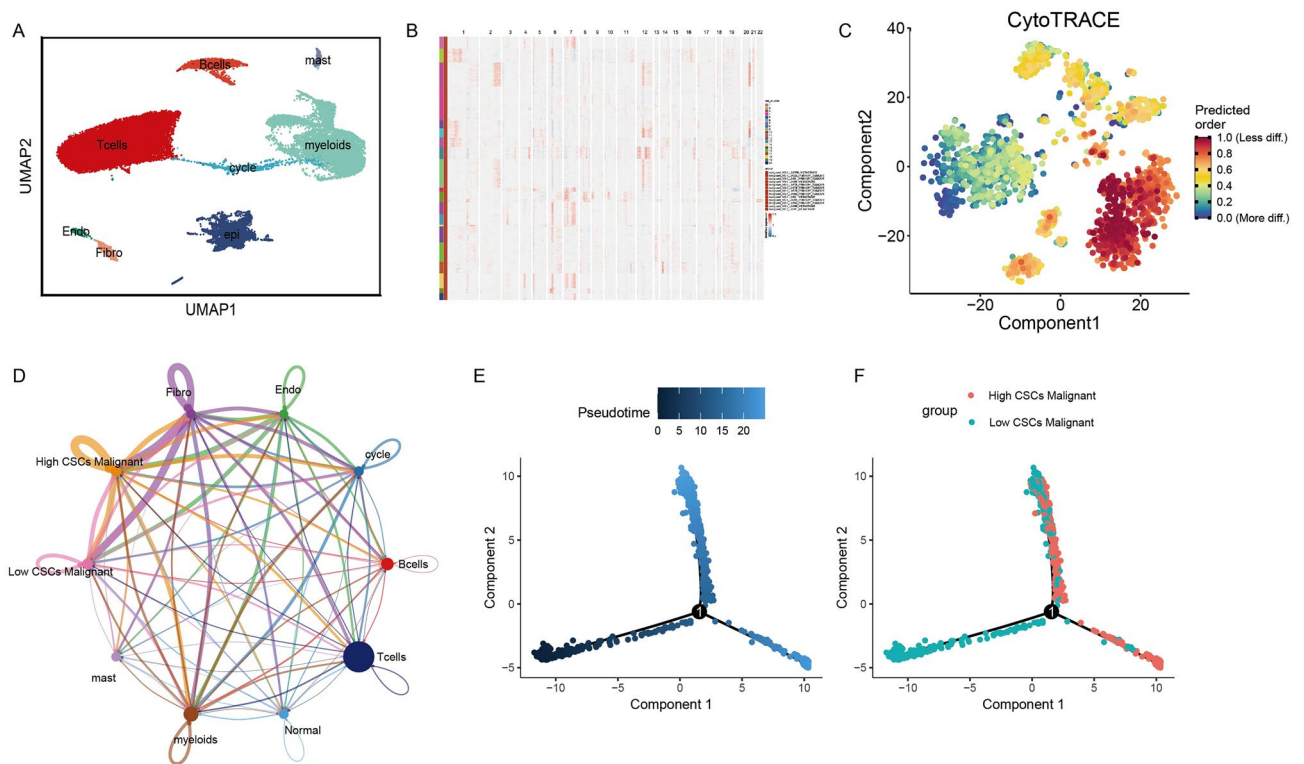 A
UMAP2
Bcells
mast
Tcells
myeloids
cycle
Endo
epi
Fibro
UMAP1
B
1 2 3 4 5 6 7 8 9 10 11 12 13 14 15 16 17 18 19 20 21 22
C
CytoTRACE
Component2
40
20
0
−20
−20 0 20
Component1
Predicted
order
1.0 (Less diff.)
0.8
0.6
0.4
0.2
0.0 (More diff.)
D
Fibro
Endo
High CSCs Malignant
cycle
Low CSCs Malignant
Bcells
mast
Tcells
myeloids
Normal
E
Pseudotime
0 5 10 15 20
Component 2
10
5
0
−5
1
−10 −5 0 5 10
Component 1
F
group
High CSCs Malignant
Low CSCs Malignant
Component 2
10
5
0
−5
1
−10 −5 0 5 10
Component 1